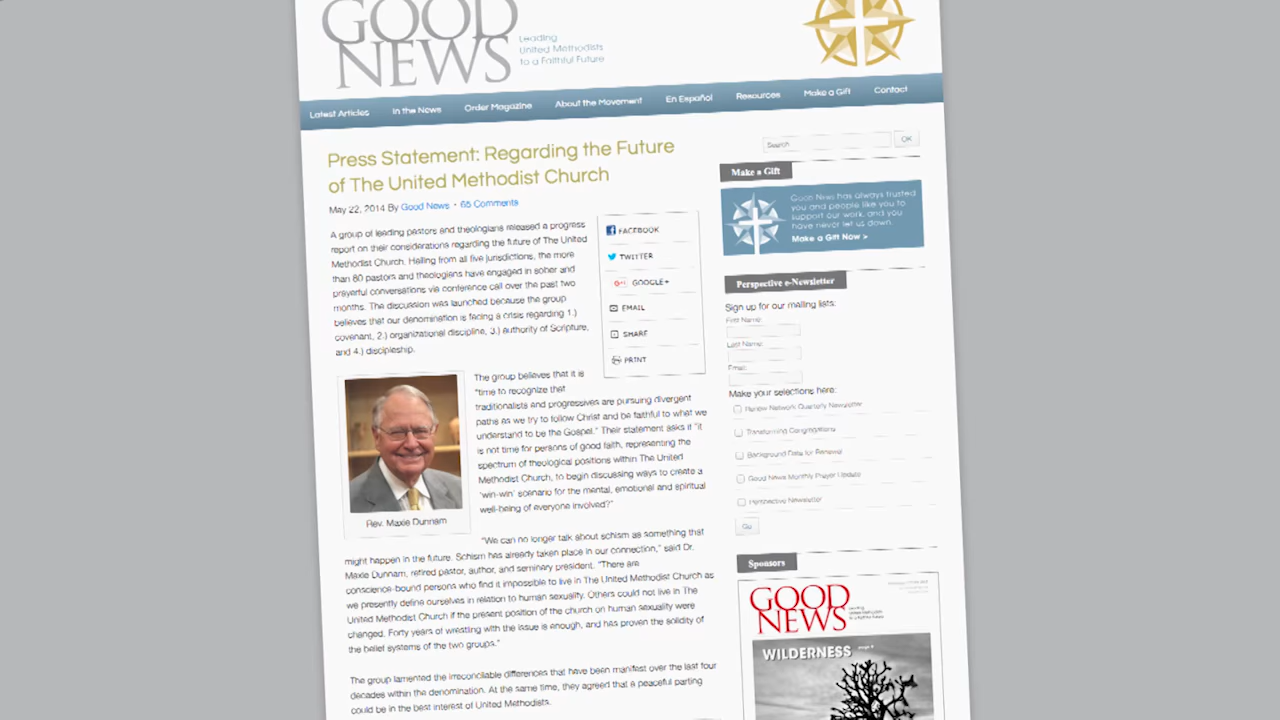 GOOD
NEWS
Leading
United Methodists
to a Faithful Future
Latest Articles In the News Order Magazine About the Movement En Español Resources Make a Gift Contact
Search OK
Press Statement: Regarding the Future
of The United Methodist Church
May 22, 2014 By Good News · 65 Comments
A group of leading pastors and theologians released a progress
report on their considerations regarding the future of The United
Methodist Church. Hailing from all five jurisdictions, the more
than 80 pastors and theologians have engaged in sober and
prayerful conversations via conference call over the past two
months. The discussion was launched because the group
believes that our denomination is facing a crisis regarding 1.)
covenant, 2.) organizational discipline, 3.) authority of Scripture,
and 4.) discipleship.
FACEBOOK
TWITTER
GOOGLE+
EMAIL
SHARE
PRINT
Rev. Maxie Dunnam
The group believes that it is
"time to recognize that
traditionalists and progressives are pursuing divergent
paths as we try to follow Christ and be faithful to what we
understand to be the Gospel." Their statement asks if "it
is not time for persons of good faith, representing the
spectrum of theological positions within The United
Methodist Church, to begin discussing ways to create a
'win-win' scenario for the mental, emotional and spiritual
well-being of everyone involved?"
"We can no longer talk about schism as something that
might happen in the future. Schism has already taken place in our connection," said Dr.
Maxie Dunnam, retired pastor, author, and seminary president. "There are
conscience-bound persons who find it impossible to live in The United Methodist Church as
we presently define ourselves in relation to human sexuality. Others could not live in The
United Methodist Church if the present position of the church on human sexuality were
changed. Forty years of wrestling with the issue is enough, and has proven the solidity of
the belief systems of the two groups."
The group lamented the irreconcilable differences that have been manifest over the last four
decades within the denomination. At the same time, they agreed that a peaceful parting
could be in the best interest of United Methodists.
Make a Gift
Good News has always trusted
you and people like you to
support our work, and you
have never let us down.
Make a Gift Now >
Perspective e-Newsletter
Sign up for our mailing lists:
First Name:
Last Name:
Email:
Make your selections here:
Renew Network Quarterly Newsletter
Transforming Congregations
Background Data for Renewal
Good News Monthly Prayer Update
Perspective Newsletter
Go
Sponsors
GOOD
NEWS
Leading
United Methodists
to a Faithful Future
WILDERNESS